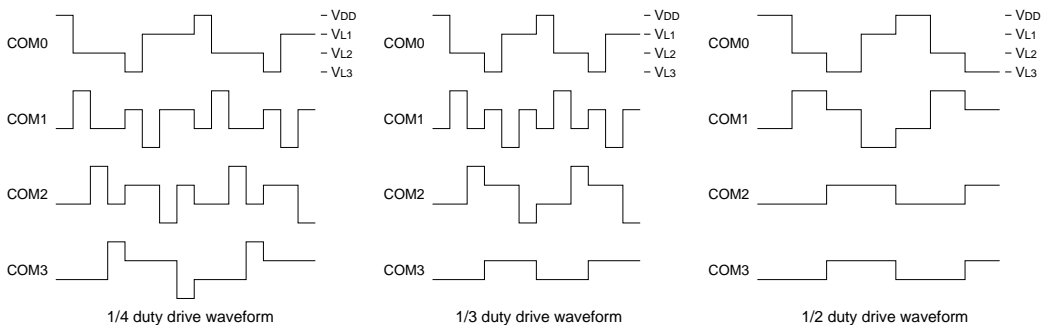 COM0
VDD
VL1
VL2
VL3
COM1
COM2
COM3
1/4 duty drive waveform
COM0
VDD
VL1
VL2
VL3
COM1
COM2
COM3
1/3 duty drive waveform
COM0
VDD
VL1
VL2
VL3
COM1
COM2
COM3
1/2 duty drive waveform